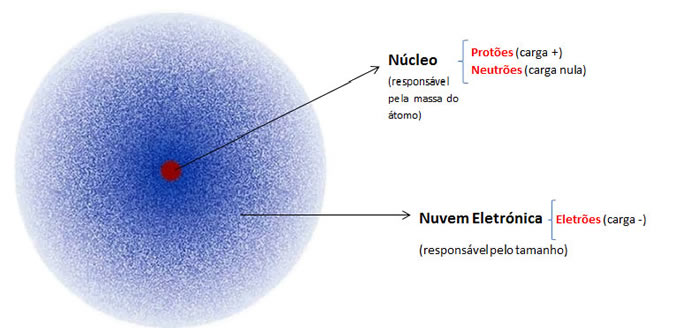 Núcleo
(responsável
pela massa do
átomo)
Protões (carga +)
Neutrões (carga nula)
Nuvem Eletrónica
(responsável pelo tamanho)
Eletrões (carga -)